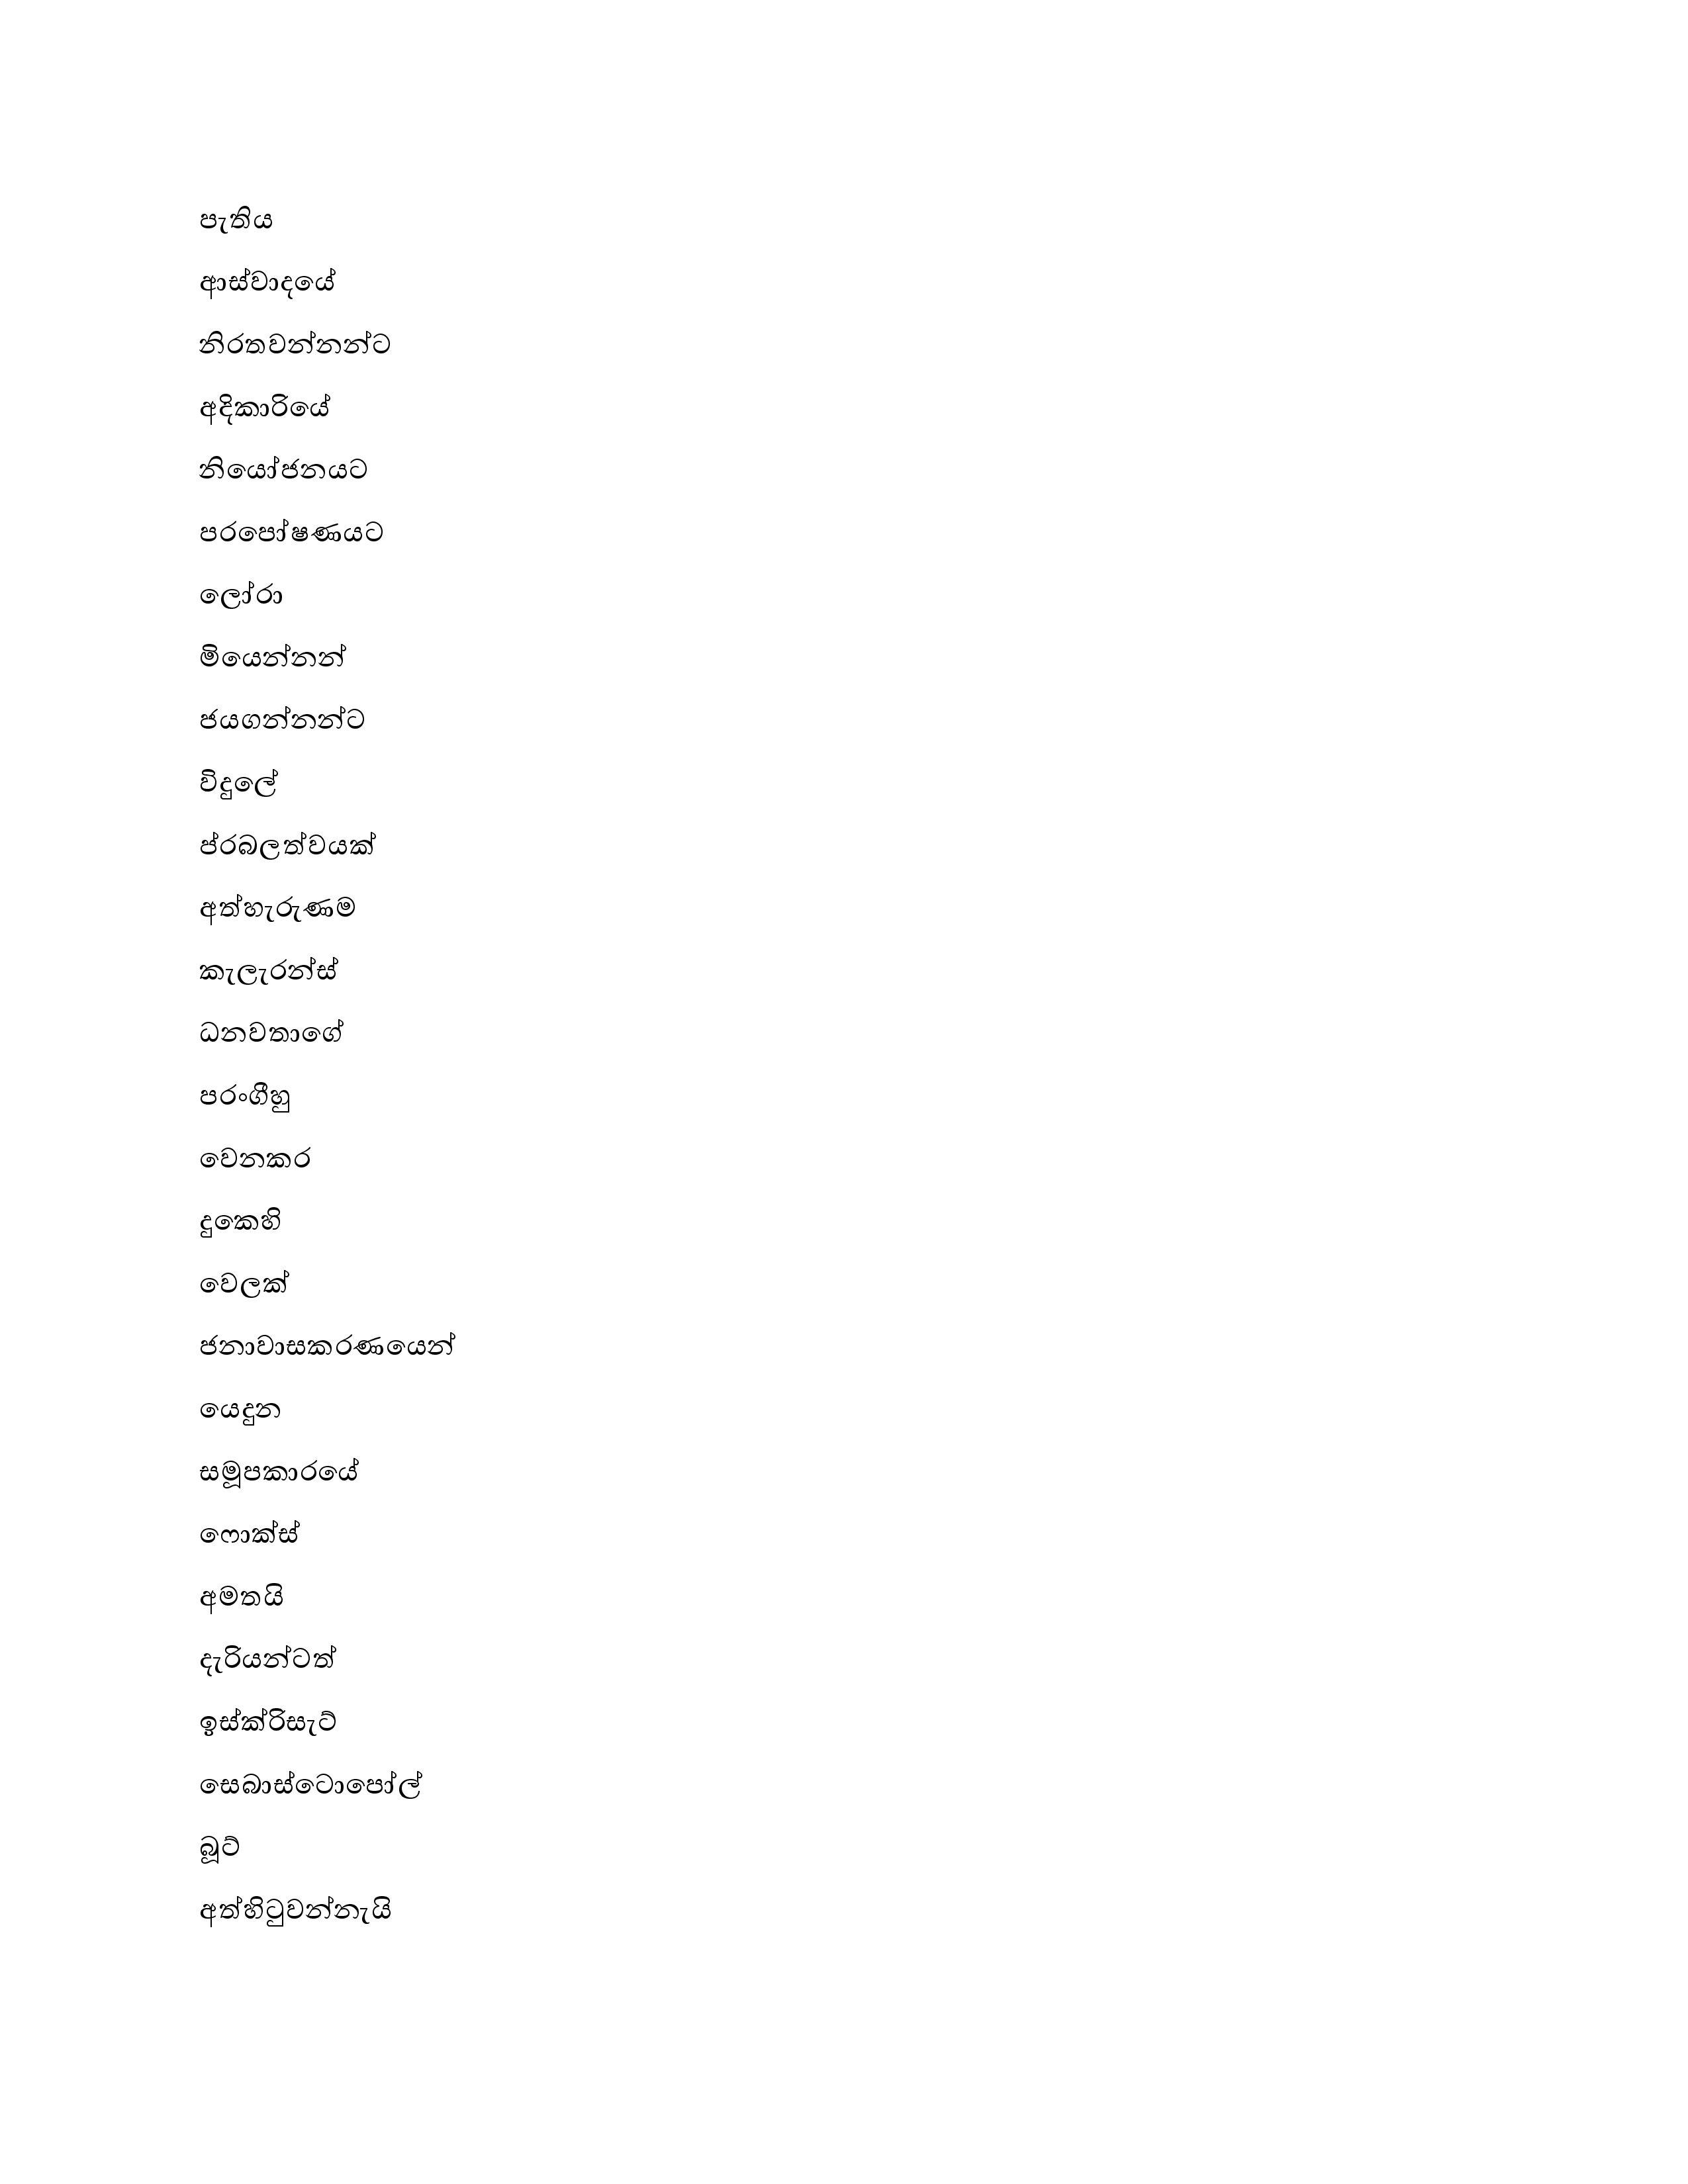 පැතිය
ආස්වාදයේ
නිරතවන්නන්ට
අදිකාරියේ
නියෝජනයට
පරපෝෂණයට
ලෝරා
මියෙන්නන්
ජයගන්නන්ට
විදුලේ
ප්රබලත්වයක්
අත්හැරුණම
කැලැරන්ස්
ධනවතාගේ
පරංගීහු
වෙනකර
දුකෙහි
වෙලක්
ජනාවාසකරණයෙන්
යෙදුන
සමූපකාරයේ
ෆොක්ස්
අමතයි
දැරියන්ටත්
ඉස්ක්රිසැට්
සෙබාස්ටොපෝල්
බූට්
අත්හිටුවන්නැයි